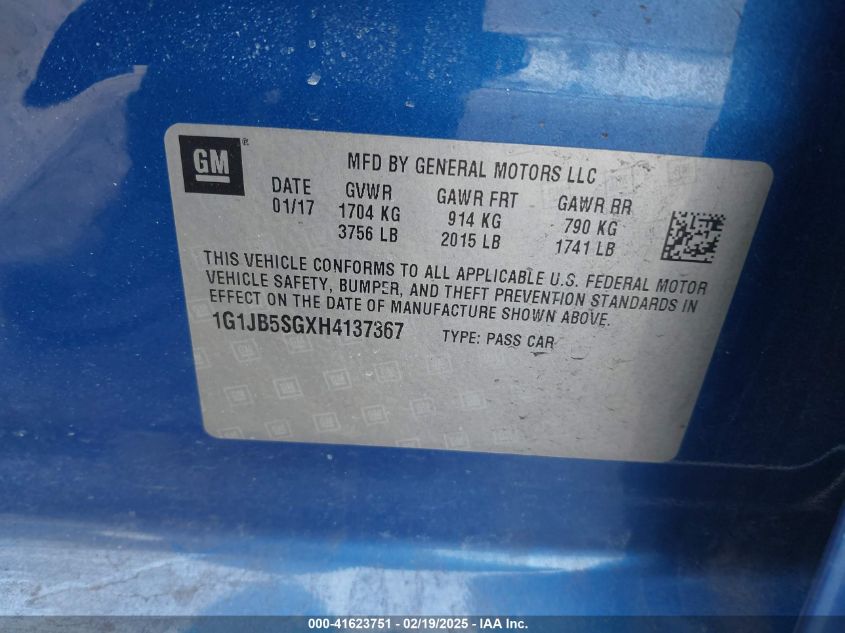 GM®
MFD BY GENERAL MOTORS LLC
DATE GVWR GAWR FRT GAWR RR
01/17 1704 KG 914 KG 790 KG
3756 LB 2015 LB 1741 LB
THIS VEHICLE CONFORMS TO ALL APPLICABLE U.S. FEDERAL MOTOR
VEHICLE SAFETY, BUMPER, AND THEFT PREVENTION STANDARDS IN
EFFECT ON THE DATE OF MANUFACTURE SHOWN ABOVE.
1G1JB5SGXH4137367 TYPE: PASS CAR
000-41623751 - 02/19/2025 - IAAI.COM.